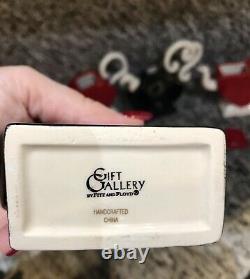 GIFT
GALLERY
BY FITZ AND FLOYD®
HANDCRAFTED
CHINA